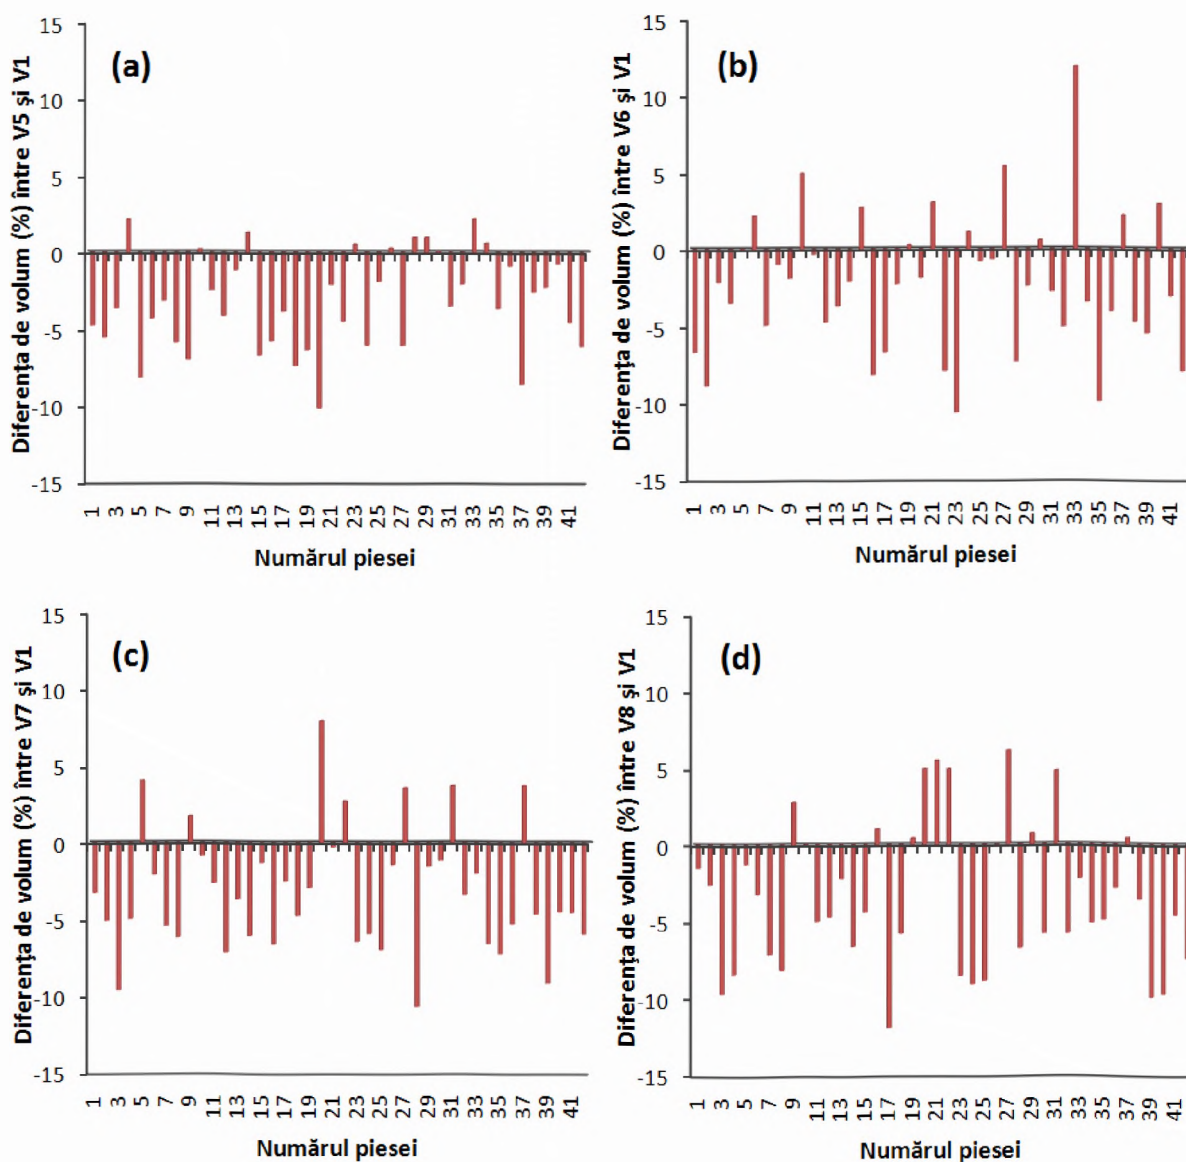 (a)
Diferența de volum (%) între V5 și V1
15
10
5
0
-5
-10
-15
1 3 5 7 9 11 13 15 17 19 21 23 25 27 29 31 33 35 37 39 41
Numărul piesei
(b)
Diferența de volum (%) între V6 și V1
15
10
5
0
-5
-10
-15
1 3 5 7 9 11 13 15 17 19 21 23 25 27 29 31 33 35 37 39 41
Numărul piesei
(c)
Diferența de volum (%) între V7 și V1
15
10
5
0
-5
-10
-15
1 3 5 7 9 11 13 15 17 19 21 23 25 27 29 31 33 35 37 39 41
Numărul piesei
(d)
Diferența de volum (%) între V8 și V1
15
10
5
0
-5
-10
-15
1 3 5 7 9 11 13 15 17 19 21 23 25 27 29 31 33 35 37 39 41
Numărul piesei